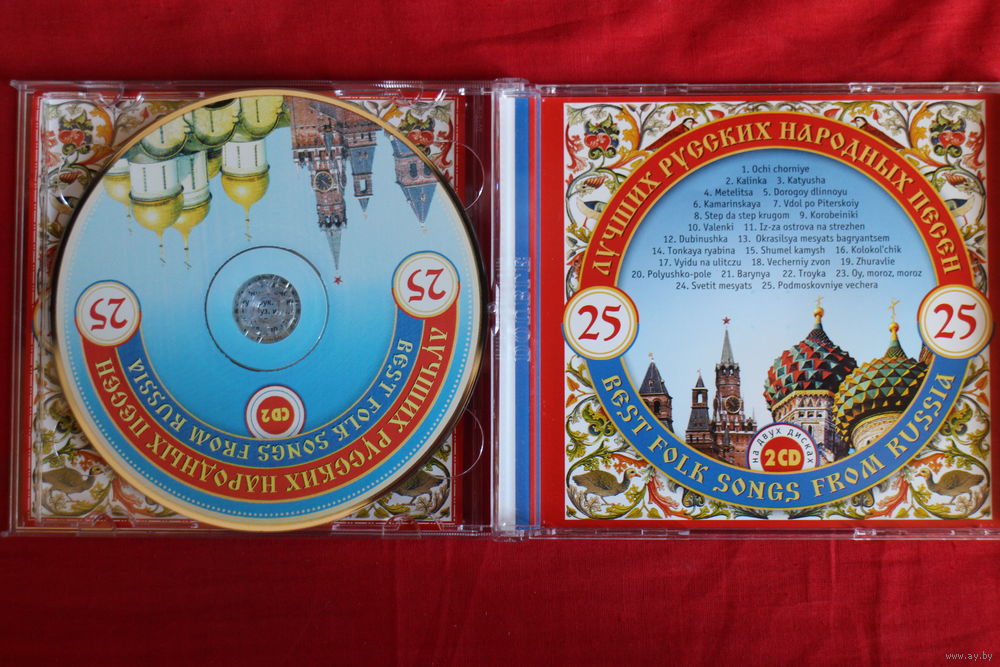 25
25
ЛУЧШИХ РУССКИХ НАРОДНЫХ ПЕСЕН
BEST FOLK SONGS FROM RUSSIA
CD2
ЛУЧШИХ РУССКИХ НАРОДНЫХ ПЕСЕН
1. Ochi chorniye
2. Kalinka 3. Katyusha
4. Metelitsa 5. Dorogoy dlinnoyu
6. Kamarinskaya 7. Vdol po Piterskoiy
8. Step da step krugom 9. Korobeiniki
10. Valenki 11. Iz-za ostrova na strezhen
12. Dubinushka 13. Okrasilsya mesyats bagryantsem
14. Tonkaya ryabina 15. Shumel kamysh 16. Kolokol'chik
17. Vyidu na ulitczu 18. Vecherniy zvon 19. Zhuravlie
20. Polyushko-pole 21. Barynya 22. Troyka 23. Oy, moroz, moroz
24. Svetit mesyats 25. Podmoskovniye vechera
25
25
на двух дисках
2CD
BEST FOLK SONGS FROM RUSSIA
www.ay.by